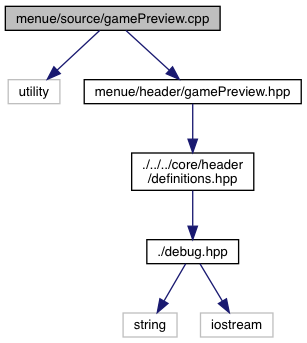 menue/source/gamePreview.cpp
utility
menue/header/gamePreview.hpp
./../../core/header
/definitions.hpp
./debug.hpp
string
iostream